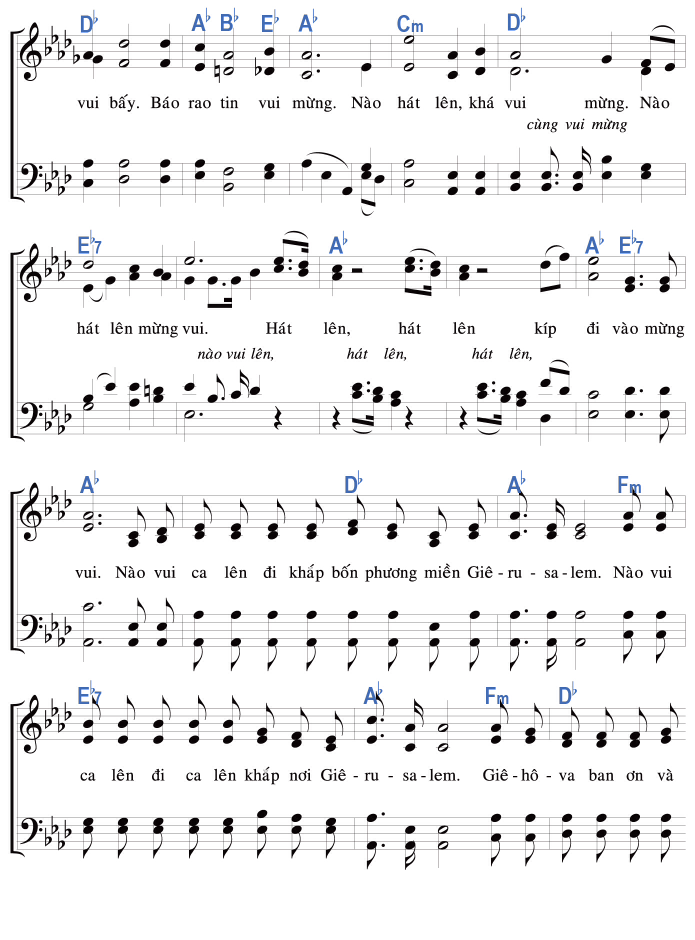 D♭ A♭ B♭ E♭ A♭ Cm D♭
vui bấy. Báo rao tin vui mừng. Nào hát lên, khá vui mừng. Nào
cùng vui mừng
E♭7 A♭ A♭ E♭7
hát lên mừng vui. Hát lên, hát lên kíp đi vào mừng
nào vui lên, hát lên, hát lên,
A♭ D♭ A♭ Fm
vui. Nào vui ca lên đi khắp bốn phương miền Giê - ru - sa - lem. Nào vui
E♭7 A♭ Fm D♭
ca lên đi ca lên khắp nơi Giê - ru - sa - lem. Giê - hô - va ban ơn và